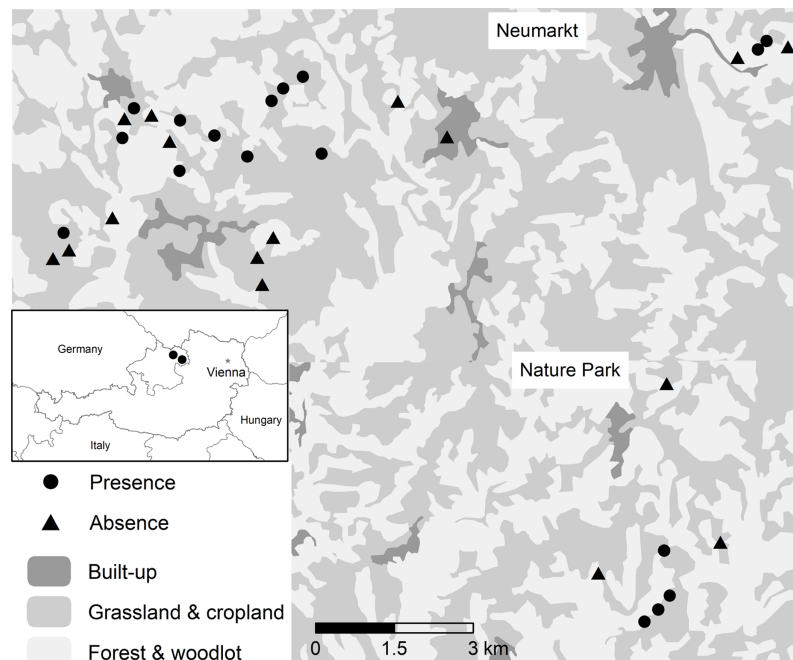 Neumarkt
Nature Park
Germany
Vienna
Hungary
Italy
Presence
Absence
Built-up
Grassland & cropland
Forest & woodlot
0 1.5 3 km